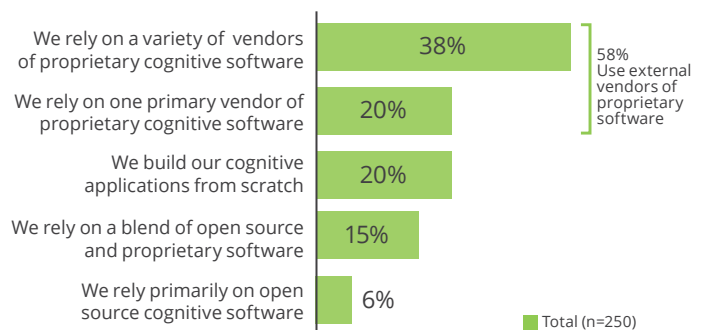 We rely on a variety of vendors
of proprietary cognitive software
38%
58%
Use external
vendors of
proprietary
software
We rely on one primary vendor of
proprietary cognitive software
20%
We build our cognitive
applications from scratch
20%
We rely on a blend of open source
and proprietary software
15%
We rely primarily on open
source cognitive software
6%
Total (n=250)